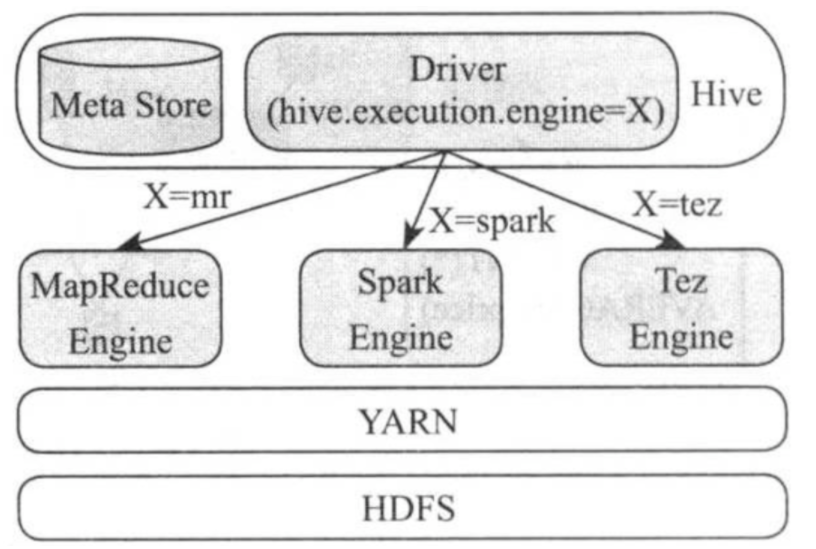 Meta Store
Driver
(hive.execution.engine=X)
Hive
X=mr
X=spark
X=tez
MapReduce
Engine
Spark
Engine
Tez
Engine
YARN
HDFS